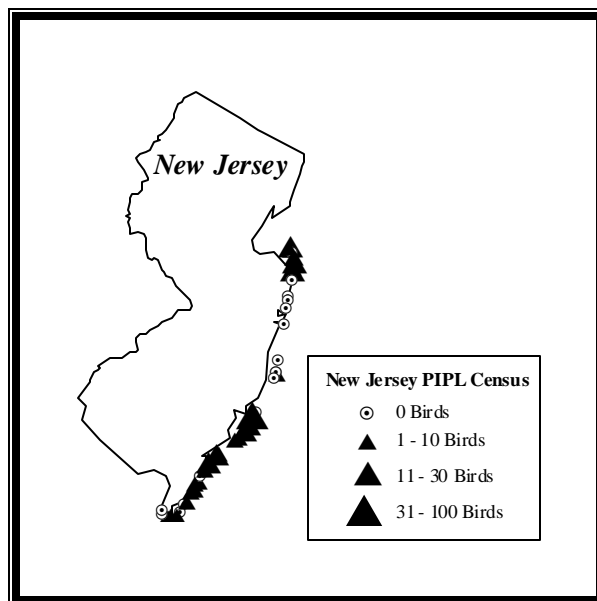 New Jersey
New Jersey PIPL Census
0 Birds
1 - 10 Birds
11 - 30 Birds
31 - 100 Birds